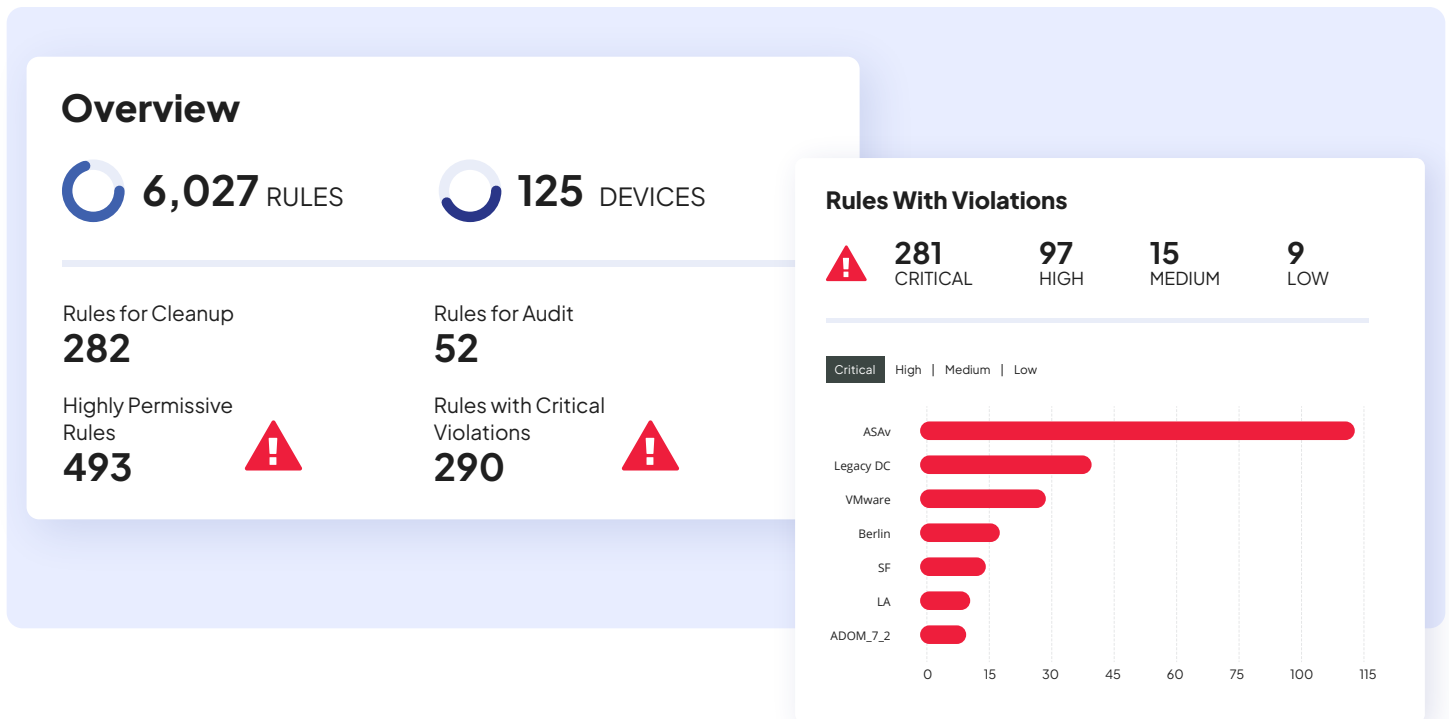 Overview
6,027 RULES
125 DEVICES
Rules for Cleanup
282
Rules for Audit
52
Highly Permissive
Rules
493
Rules with Critical
Violations
290
Rules With Violations
281
CRITICAL
97
HIGH
15
MEDIUM
9
LOW
Critical High | Medium | Low
ASAv
Legacy DC
VMware
Berlin
SF
LA
ADOM_7_2
0 15 30 45 60 75 100 115